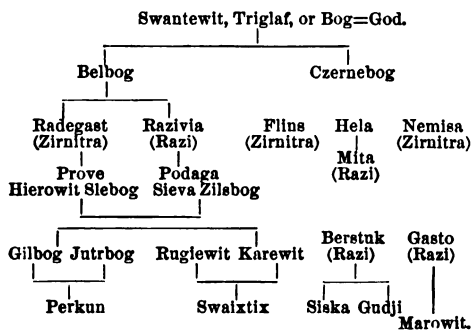 Swantewit, Triglaf, or Bog=God.
Belbog Czernebog
Radegast Razivia Flins Hela Nemisa
(Zirnitra) (Razi) (Zirnitra) (Zirnitra)
Mita
(Razi)
Prove Podaga
Hierowit Slebog Sieva Zilsbog
Gilbog Jutrbog Rugiewit Karewit Berstuk Gasto
(Razi) (Razi)
Perkun Swaixtix Siska Gudji
Marowit.